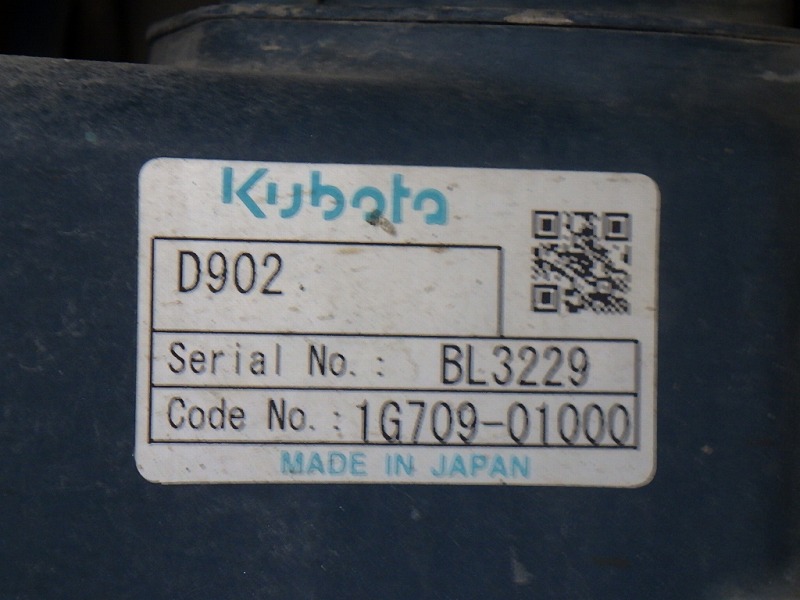 Kubota
D902
Serial No.: BL3229
Code No.: 1G709-01000
MADE IN JAPAN